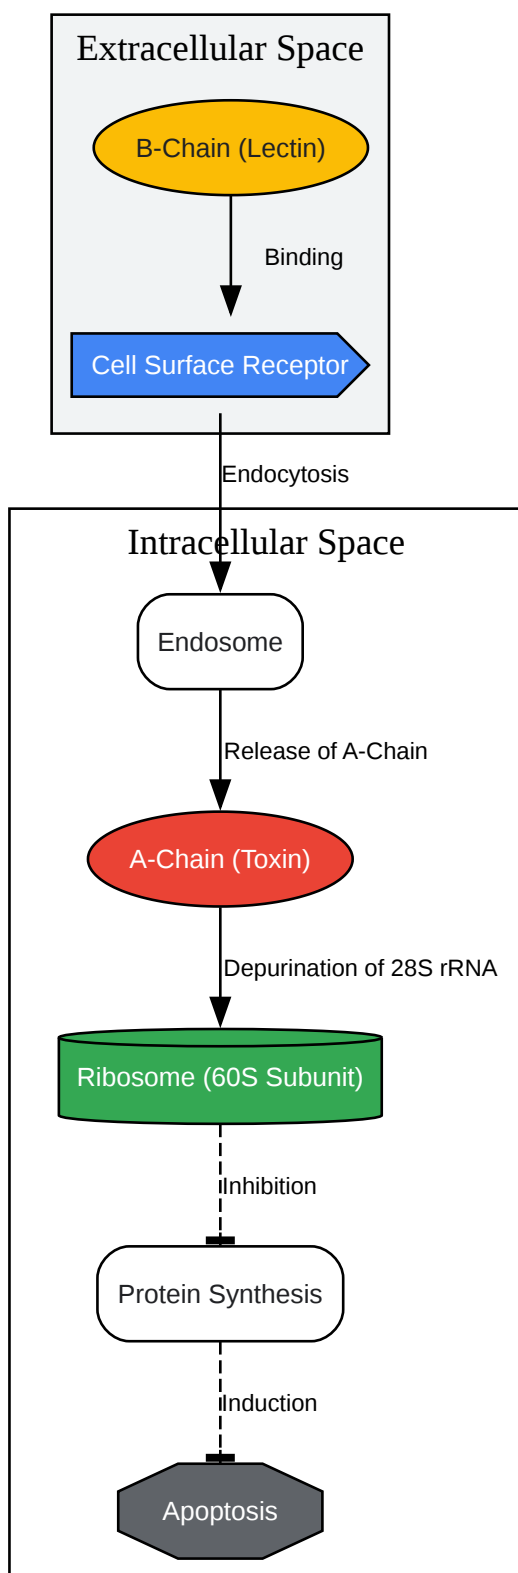 Extracellular Space
B-Chain (Lectin)
Binding
Cell Surface Receptor
Endocytosis
Intracellular Space
Endosome
Release of A-Chain
A-Chain (Toxin)
Depurination of 28S rRNA
Ribosome (60S Subunit)
Inhibition
Protein Synthesis
Induction
Apoptosis